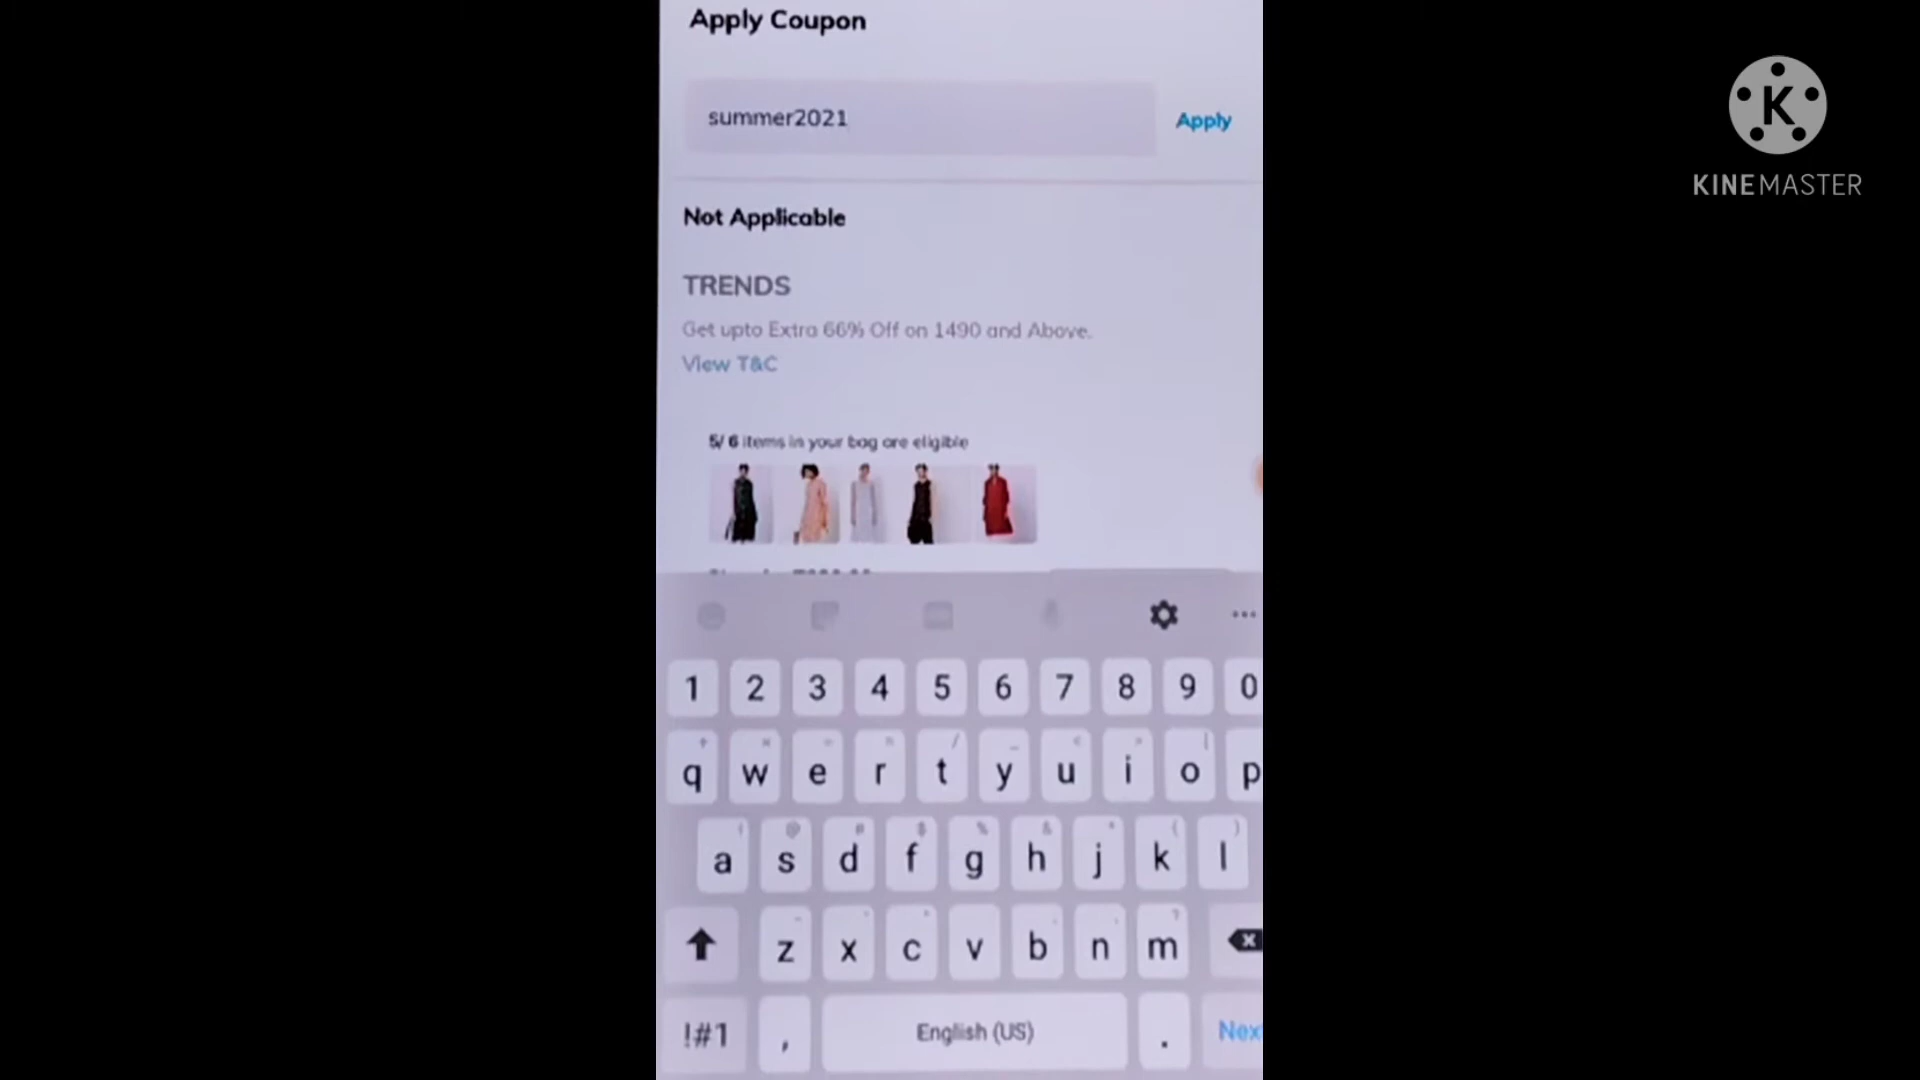 Apply Coupon
summer2021
Apply
KINEMASTER
Not Applicable
TRENDS
Get upto Extra 66% Off on 1490 and Above.
View T&C
5/ 6 items in your bag are eligible
1 2 3 4 5 6 7 8 9 0
q w e r t y u i o p
a s d f g h j k l
z x c v b n m
!#1 , English (US) .